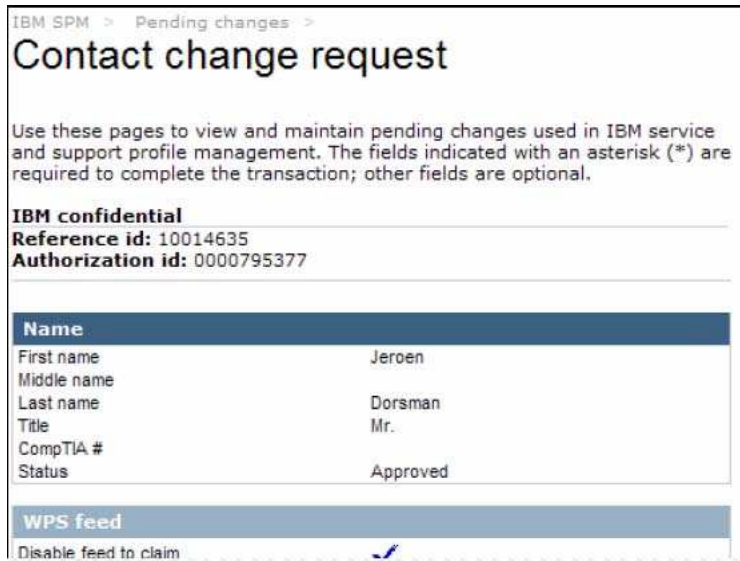 IBM SPM > Pending changes >
Contact change request
Use these pages to view and maintain pending changes used in IBM service
and support profile management. The fields indicated with an asterisk (*) are
required to complete the transaction; other fields are optional.
IBM confidential
Reference id: 10014635
Authorization id: 0000795377
Name
First name Jeroen
Middle name
Last name Dorsman
Title Mr.
CompTIA #
Status Approved
WPS feed
Disable feed to claim